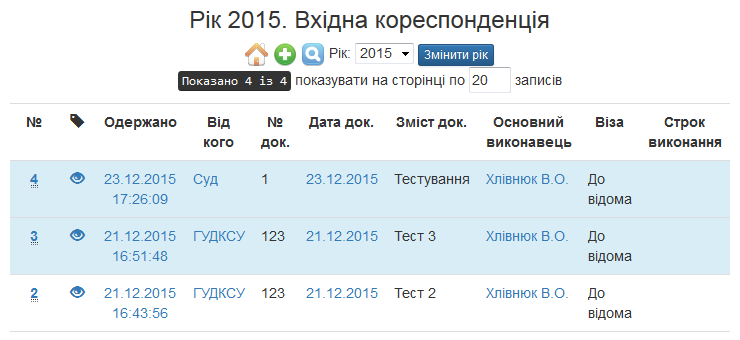 Рік 2015. Вхідна кореспонденція
Рік: 2015 Змінити рік
Показано 4 із 4 показувати на сторінці по 20 записів
№ Одержано Від кого № док. Дата док. Зміст док. Основний виконавець Віза Строк виконання
4 23.12.2015 17:26:09 Суд 1 23.12.2015 Тестування Хлівнюк В.О. До відома
3 21.12.2015 16:51:48 ГУДКСУ 123 21.12.2015 Тест 3 Хлівнюк В.О. До відома
2 21.12.2015 16:43:56 ГУДКСУ 123 21.12.2015 Тест 2 Хлівнюк В.О. До відома